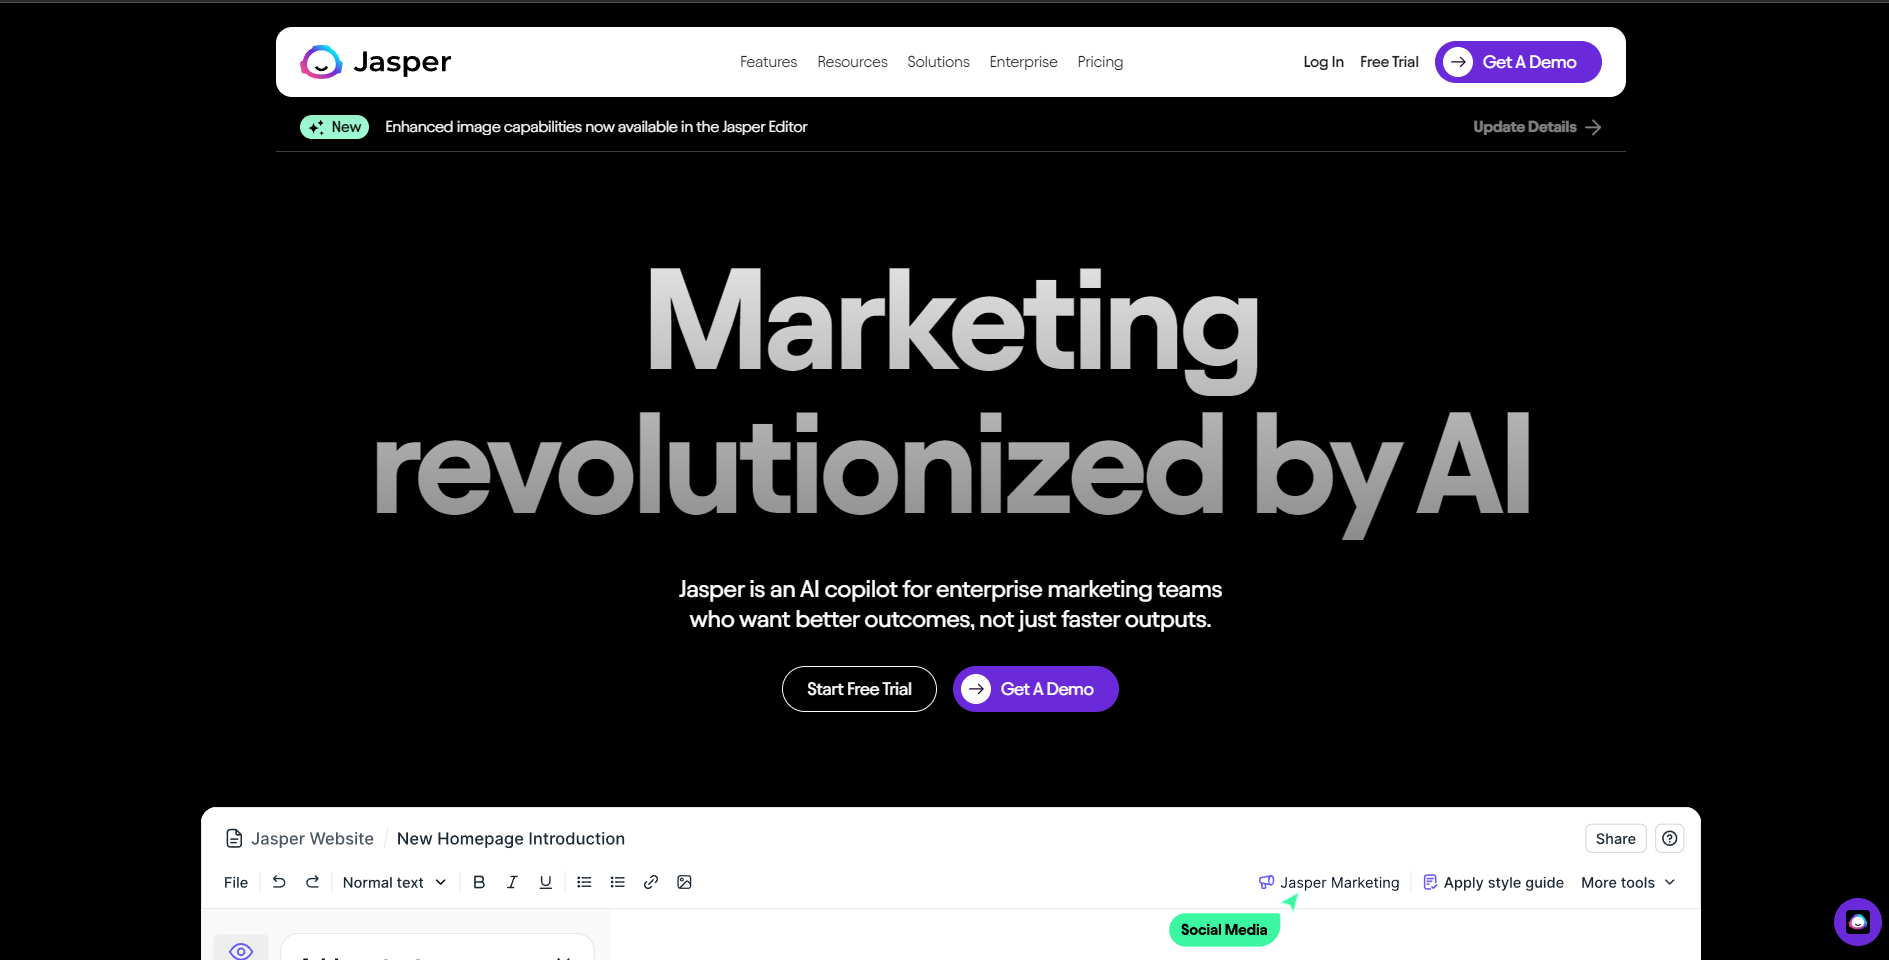 Jasper
Features Resources Solutions Enterprise Pricing
Log In Free Trial Get A Demo
New Enhanced image capabilities now available in the Jasper Editor Update Details
Marketing
revolutionized by AI
Jasper is an AI copilot for enterprise marketing teams
who want better outcomes, not just faster outputs.
Start Free Trial Get A Demo
Jasper Website / New Homepage Introduction Share
File Normal text B I U Jasper Marketing Apply style guide More tools
Social Media